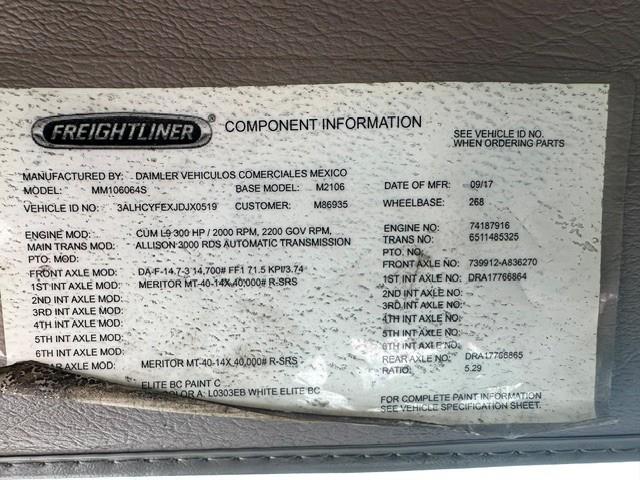 FREIGHTLINER® COMPONENT INFORMATION
SEE VEHICLE ID NO.
WHEN ORDERING PARTS
MANUFACTURED BY: DAIMLER VEHICULOS COMERCIALES MEXICO
MODEL: MM106064S BASE MODEL: M2106 DATE OF MFR: 09/17
VEHICLE ID NO: 3ALHCYFEXJDJX0519 CUSTOMER: M86935 WHEELBASE: 268
ENGINE MOD: CUM L9 300 HP / 2000 RPM, 2200 GOV RPM, ENGINE NO: 74187916
MAIN TRANS MOD: ALLISON 3000 RDS AUTOMATIC TRANSMISSION TRANS NO: 6511485325
PTO. MOD: PTO. NO:
FRONT AXLE MOD: DA-F-14.7-3 14,700# FF1 71.5 KPI/3.74 FRONT AXLE NO: 739912-A836270
1ST INT AXLE MOD: MERITOR MT-40-14X 40,000# R-SRS 1ST INT AXLE NO: DRA17766864
2ND INT AXLE MOD: 2ND INT AXLE NO:
3RD INT AXLE MOD: 3RD INT AXLE NO:
4TH INT AXLE MOD: 4TH INT AXLE NO:
5TH INT AXLE MOD: 5TH INT AXLE NO:
6TH INT AXLE MOD: 6TH INT AXLE NO:
AXLE MOD: MERITOR MT-40-14X 40,000# R-SRS REAR AXLE NO: DRA17766865
RATIO: 5.29
ELITE BC PAINT C
A: L0303EB WHITE ELITE BC
FOR COMPLETE PAINT INFORMATION
SEE VEHICLE SPECIFICATION SHEET.